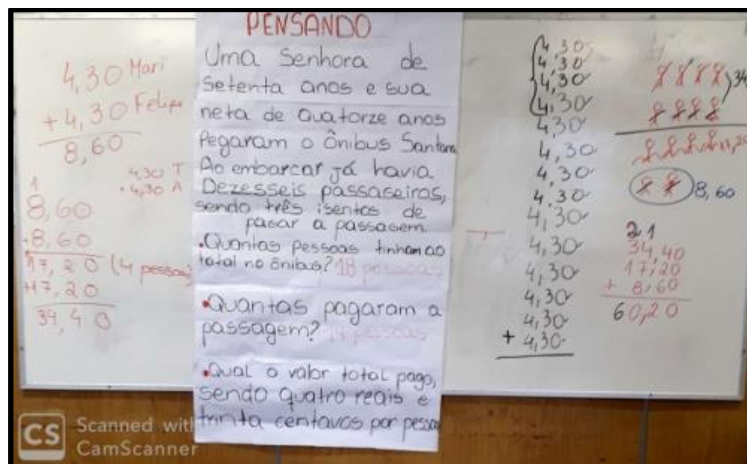 4,30 Mari
+4,30 Felipe
8,60
4,30 T
+4,30 A
1
8,60
+8,60
17,20 (4 pessoas)
+17,20
34,40
PENSANDO
Uma Senhora de
Setenta anos e sua
neta de Quatorze anos
Pegaram o Ônibus
Ao embarcar já havia
Dezesseis passageiros,
sendo três isentos de
pagar a passagem.
•Quantas pessoas tinham ao
total no ônibus? 18 pessoas
•Quantas pagaram a
passagem? 14 pessoas
•Qual o valor total pago,
sendo quatro reais e
trinta centavos por pessoa
4,30
4,30
4,30
4,30
4,30
4,30
4,30
4,30
4,30
4,30
4,30
4,30
4,30
+ 4,30
8,60
21
34,40
17,20
+ 8,60
60,20
CS Scanned with
CamScanner